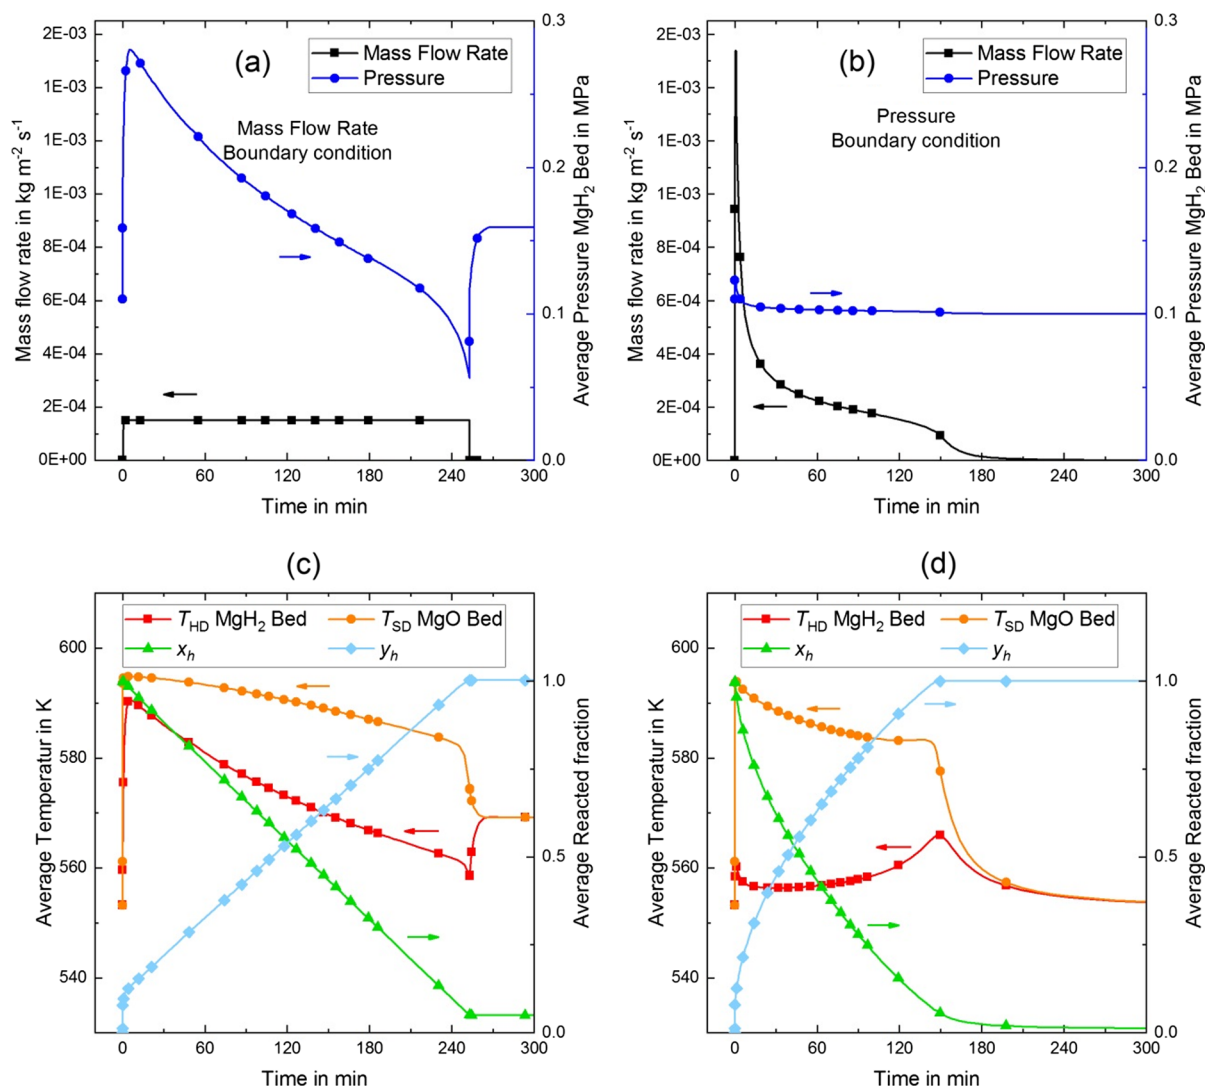 (a)
Mass Flow Rate
Pressure
Mass Flow Rate
Boundary condition
2E-03
1E-03
1E-03
1E-03
8E-04
6E-04
4E-04
2E-04
0E+00
Mass flow rate in kg m⁻² s⁻¹
0.3
0.2
0.1
0.0
Average Pressure MgH₂ Bed in MPa
0 60 120 180 240 300
Time in min
(b)
Mass Flow Rate
Pressure
Pressure
Boundary condition
2E-03
1E-03
1E-03
1E-03
8E-04
6E-04
4E-04
2E-04
0E+00
Mass flow rate in kg m⁻² s⁻¹
0.3
0.2
0.1
0.0
Average Pressure MgH₂ Bed in MPa
0 60 120 180 240 300
Time in min
(c)
T_HD MgH₂ Bed T_SD MgO Bed
x_h y_h
600
580
560
540
Average Temperatur in K
1.0
0.5
0.0
Average Reacted fraction
0 60 120 180 240 300
Time in min
(d)
T_HD MgH₂ Bed T_SD MgO Bed
x_h y_h
600
580
560
540
Average Temperatur in K
1.0
0.5
0.0
Average Reacted fraction
0 60 120 180 240 300
Time in min